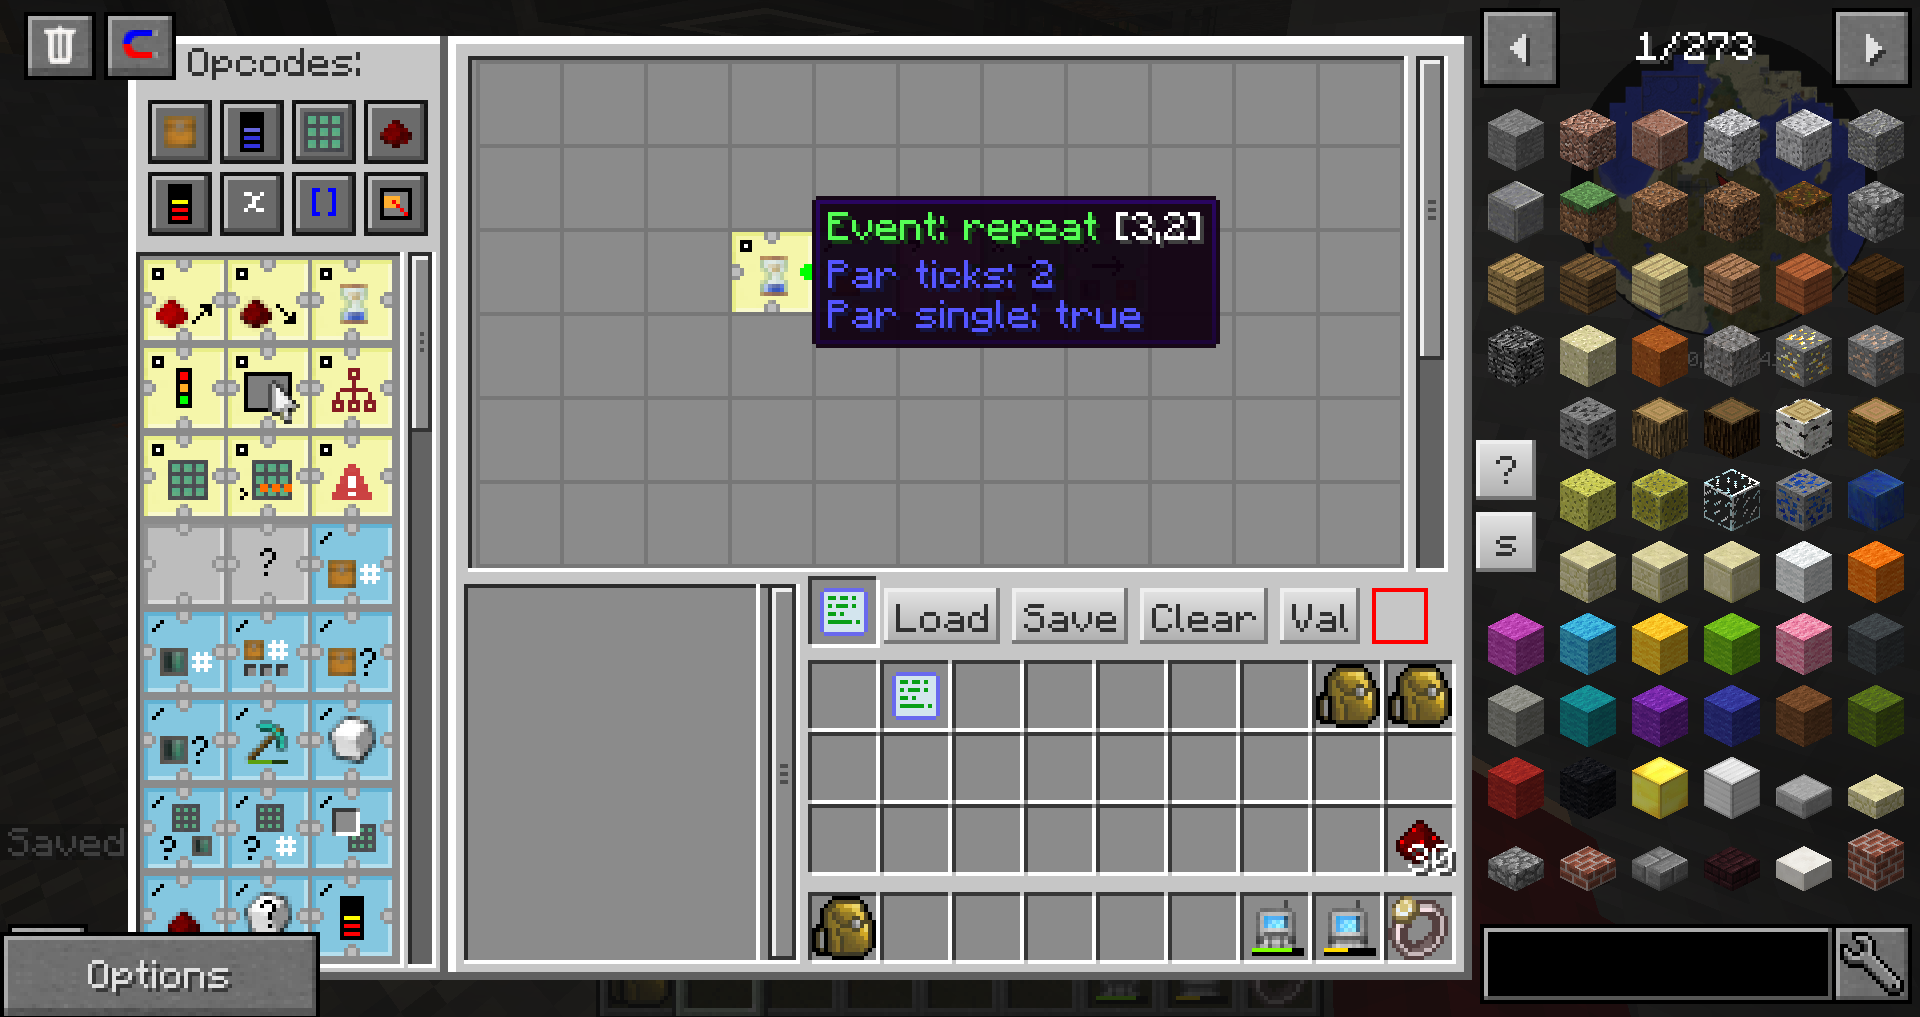 Opcodes:
1/273
Event: repeat [3,2]
Par ticks: 2
Par single: true
?
s
Load
Save
Clear
Val
30
Saved
Options